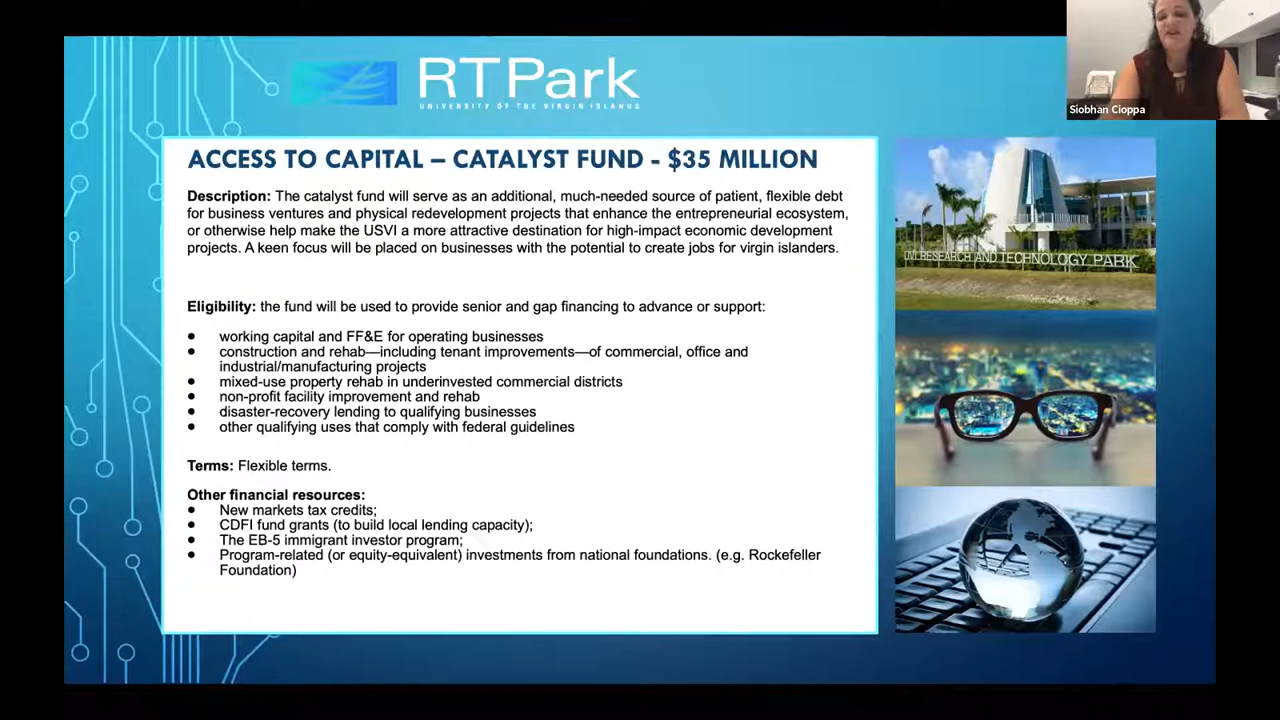 RTPark
UNIVERSITY OF THE VIRGIN ISLANDS
Siobhan Cioppa
ACCESS TO CAPITAL – CATALYST FUND - $35 MILLION
Description: The catalyst fund will serve as an additional, much-needed source of patient, flexible debt
for business ventures and physical redevelopment projects that enhance the entrepreneurial ecosystem,
or otherwise help make the USVI a more attractive destination for high-impact economic development
projects. A keen focus will be placed on businesses with the potential to create jobs for virgin islanders.
Eligibility: the fund will be used to provide senior and gap financing to advance or support:
● working capital and FF&E for operating businesses
● construction and rehab—including tenant improvements—of commercial, office and
industrial/manufacturing projects
● mixed-use property rehab in underinvested commercial districts
● non-profit facility improvement and rehab
● disaster-recovery lending to qualifying businesses
● other qualifying uses that comply with federal guidelines
Terms: Flexible terms.
Other financial resources:
● New markets tax credits;
● CDFI fund grants (to build local lending capacity);
● The EB-5 immigrant investor program;
● Program-related (or equity-equivalent) investments from national foundations. (e.g. Rockefeller
Foundation)
UVI RESEARCH AND TECHNOLOGY PARK